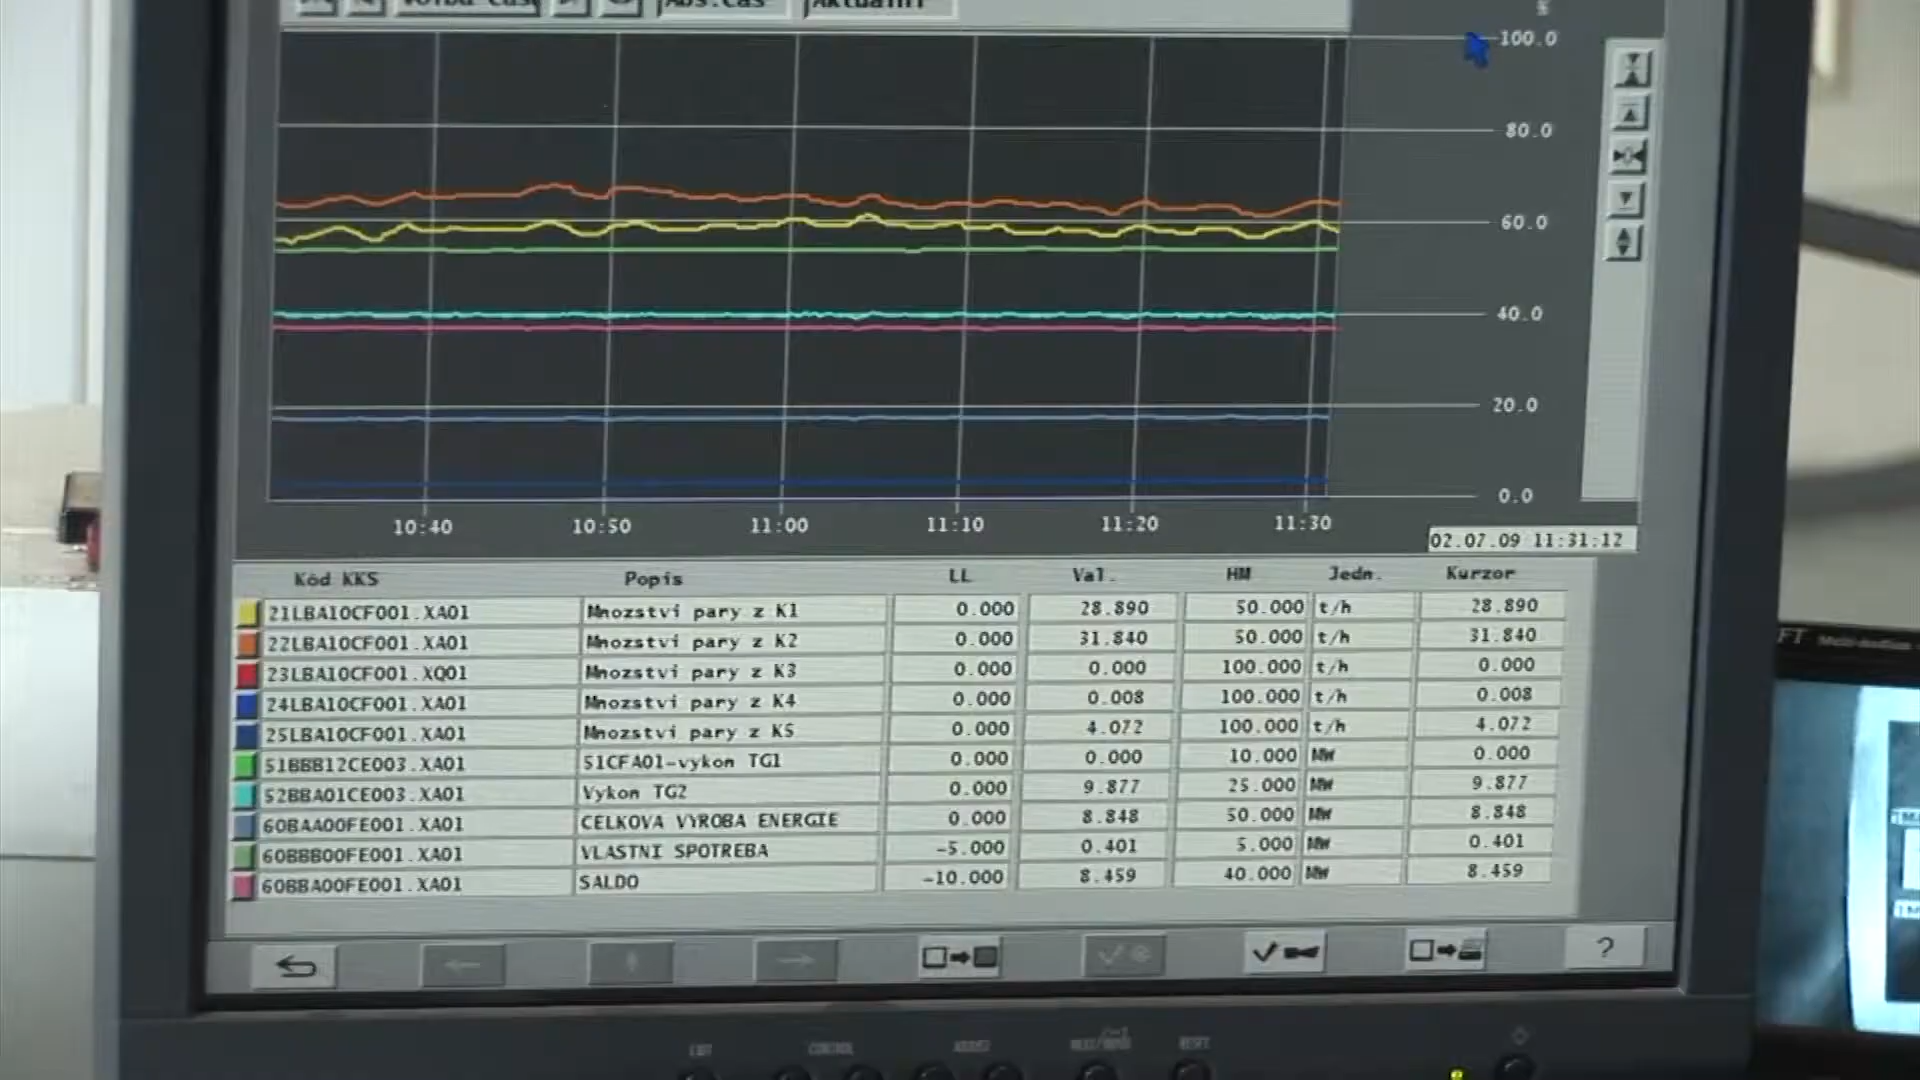 Abs.čas Aktuální
100.0
80.0
60.0
40.0
20.0
0.0
10:40 10:50 11:00 11:10 11:20 11:30
02.07.09 11:31:12
Kód KKS Popis LL Val. HM Jedn. Kurzor
21LBA10CF001.XA01 Mnozstvi pary z K1 0.000 28.890 50.000 t/h 28.890
22LBA10CF001.XA01 Mnozstvi pary z K2 0.000 31.840 50.000 t/h 31.840
23LBA10CF001.XQ01 Mnozstvi pary z K3 0.000 0.000 100.000 t/h 0.000
24LBA10CF001.XA01 Mnozstvi pary z K4 0.000 0.008 100.000 t/h 0.008
25LBA10CF001.XA01 Mnozstvi pary z K5 0.000 4.072 100.000 t/h 4.072
51BBB12CE003.XA01 51CFA01-vykon TG1 0.000 0.000 10.000 MW 0.000
52BBA01CE003.XA01 Vykon TG2 0.000 9.877 25.000 MW 9.877
60BAA00FE001.XA01 CELKOVA VYROBA ENERGIE 0.000 8.848 50.000 MW 8.848
60BBB00FE001.XA01 VLASTNI SPOTREBA -5.000 0.401 5.000 MW 0.401
60BBA00FE001.XA01 SALDO -10.000 8.459 40.000 MW 8.459
?
EXIT CONTROL ADJUST RESET